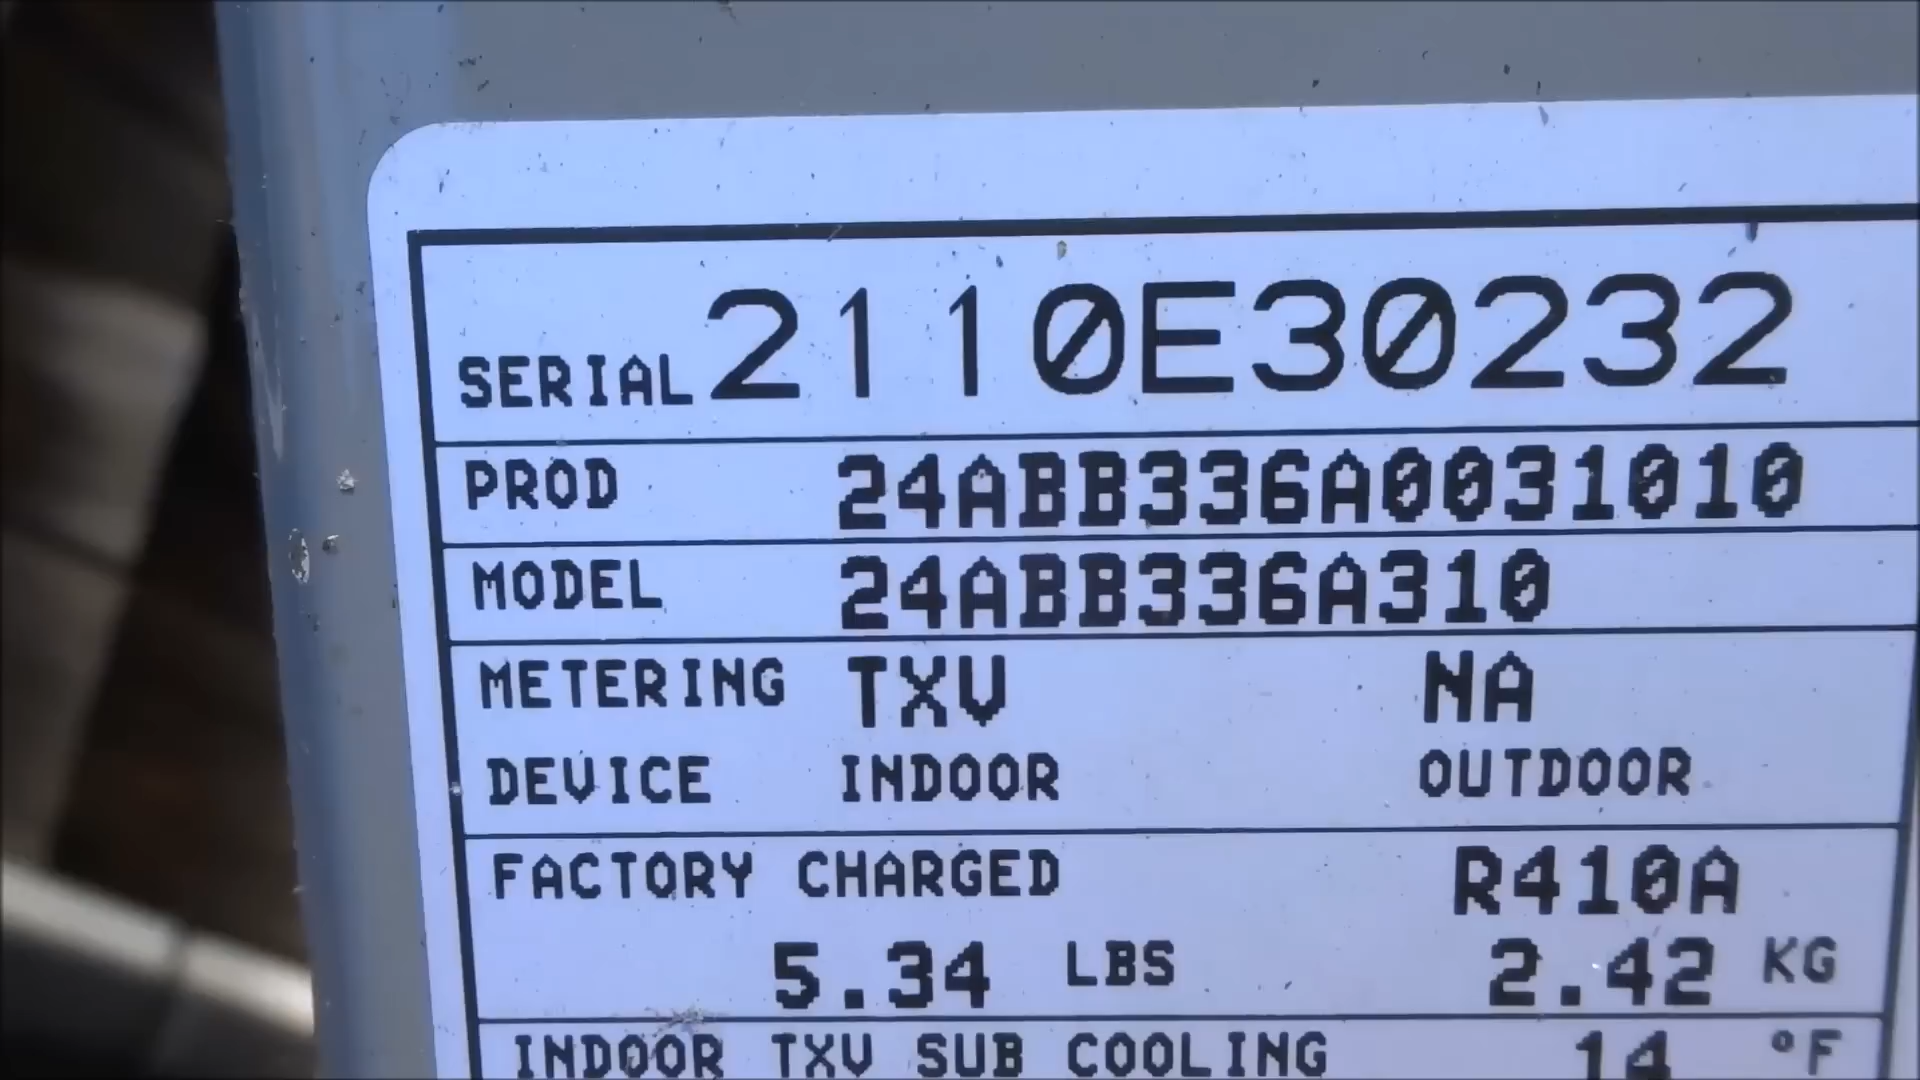 SERIAL 2110E30232
PROD 24ABB336A0031010
MODEL 24ABB336A310
METERING TXV NA
DEVICE INDOOR OUTDOOR
FACTORY CHARGED R410A
5.34 LBS 2.42 KG
INDOOR TXV SUB COOLING 14 °F